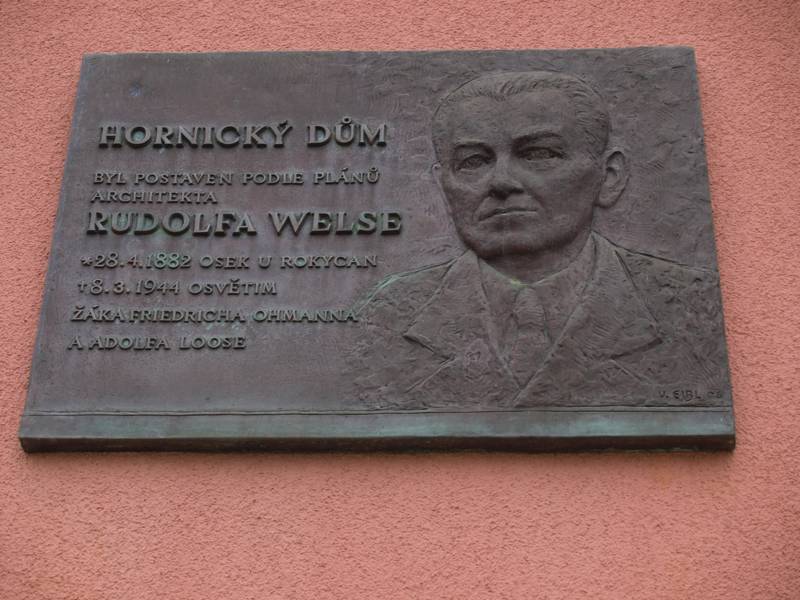 HORNICKÝ DŮM
BYL POSTAVEN PODLE PLÁNŮ
ARCHITEKTA
RUDOLFA WELSE
*28.4.1882 OSEK U ROKYCAN
†8.3.1944 OSVĚTIM
ŽÁKA FRIEDRICHA OHMANNA
A ADOLFA LOOSE
V. EIBL